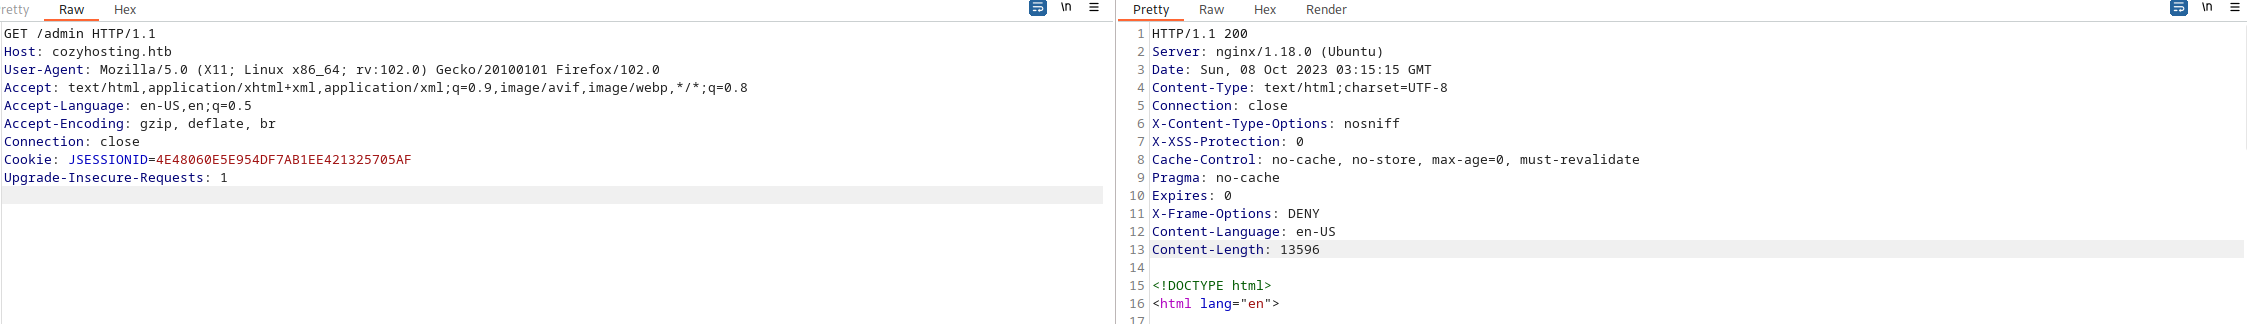 retty Raw Hex \n
GET /admin HTTP/1.1
Host: cozyhosting.htb
User-Agent: Mozilla/5.0 (X11; Linux x86_64; rv:102.0) Gecko/20100101 Firefox/102.0
Accept: text/html,application/xhtml+xml,application/xml;q=0.9,image/avif,image/webp,*/*;q=0.8
Accept-Language: en-US,en;q=0.5
Accept-Encoding: gzip, deflate, br
Connection: close
Cookie: JSESSIONID=4E48060E5E954DF7AB1EE421325705AF
Upgrade-Insecure-Requests: 1
Pretty Raw Hex Render \n
1 HTTP/1.1 200
2 Server: nginx/1.18.0 (Ubuntu)
3 Date: Sun, 08 Oct 2023 03:15:15 GMT
4 Content-Type: text/html;charset=UTF-8
5 Connection: close
6 X-Content-Type-Options: nosniff
7 X-XSS-Protection: 0
8 Cache-Control: no-cache, no-store, max-age=0, must-revalidate
9 Pragma: no-cache
10 Expires: 0
11 X-Frame-Options: DENY
12 Content-Language: en-US
13 Content-Length: 13596
14
15 <!DOCTYPE html>
16 <html lang="en">
17